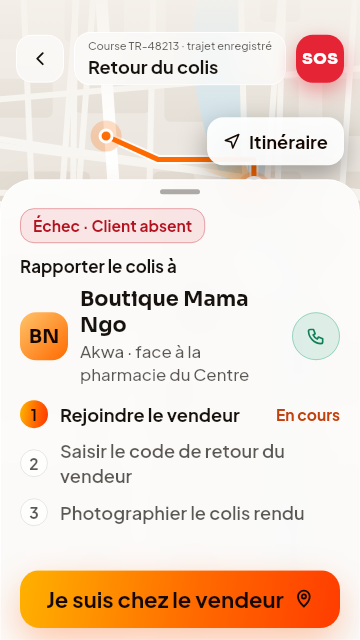 Course TR-48213 · trajet enregistré
Retour du colis
SOS
Itinéraire
Échec · Client absent
Rapporter le colis à
BN
Boutique Mama
Ngo
Akwa · face à la
pharmacie du Centre
1 Rejoindre le vendeur En cours
2 Saisir le code de retour du
vendeur
3 Photographier le colis rendu
Je suis chez le vendeur